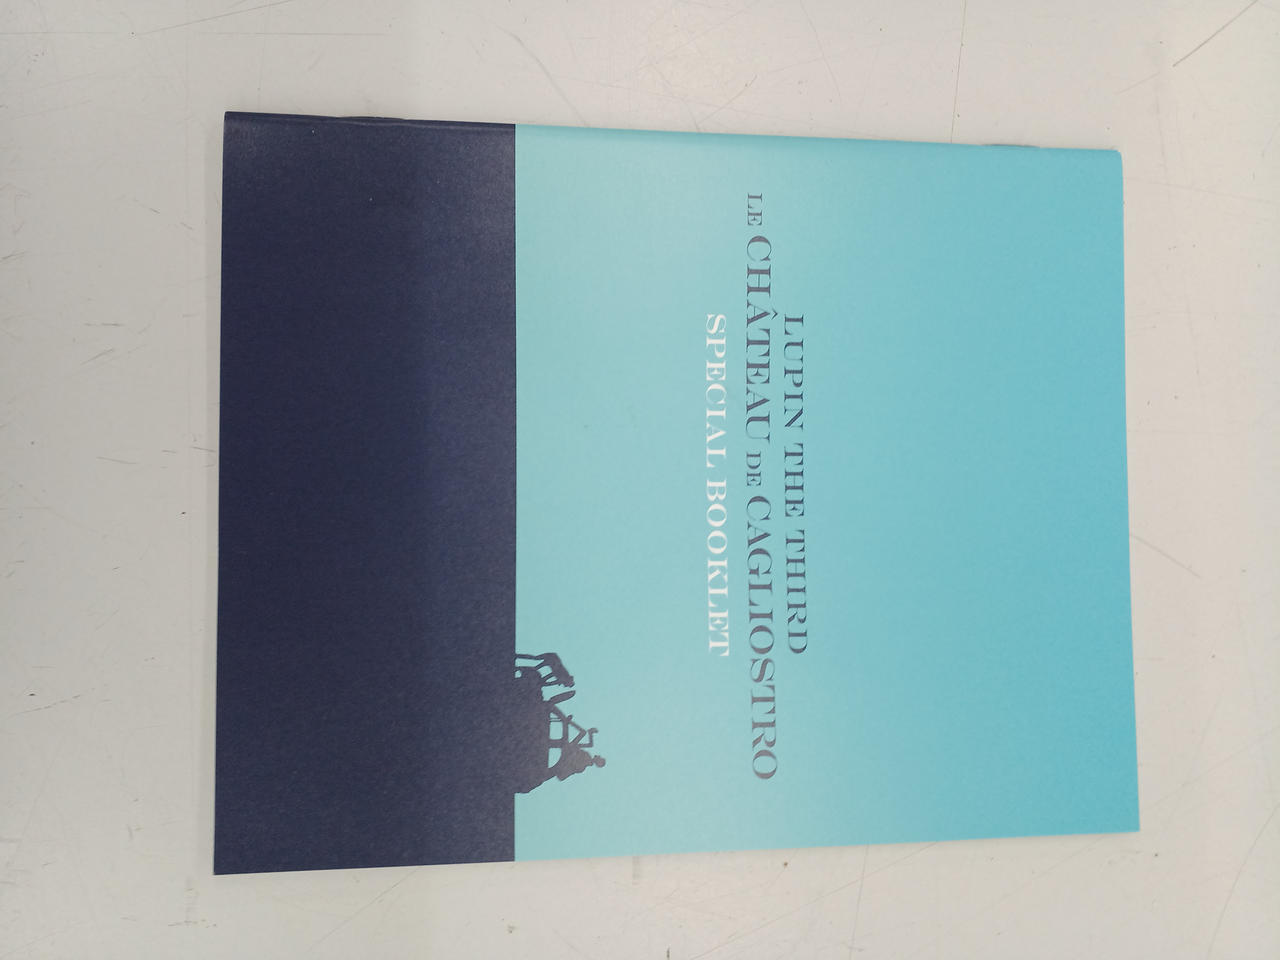 LUPIN THE THIRD
LE CHÂTEAU DE CAGLIOSTRO
SPECIAL BOOKLET